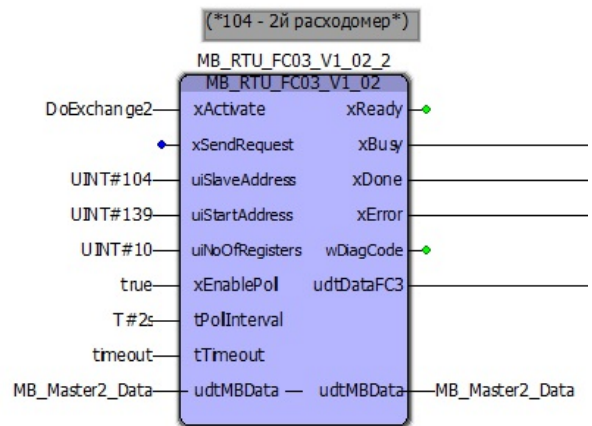 (*104 - 2й расходомер*)
MB_RTU_FC03_V1_02_2
MB_RTU_FC03_V1_02
DoExchange2 xActivate xReady
xSendRequest xBusy
UINT#104 uiSlaveAddress xDone
UINT#139 uiStartAddress xError
UINT#10 uiNoOfRegisters wDiagCode
true xEnablePoll udtDataFC3
T#2s tPollInterval
timeout tTimeout
MB_Master2_Data udtMBData udtMBData MB_Master2_Data